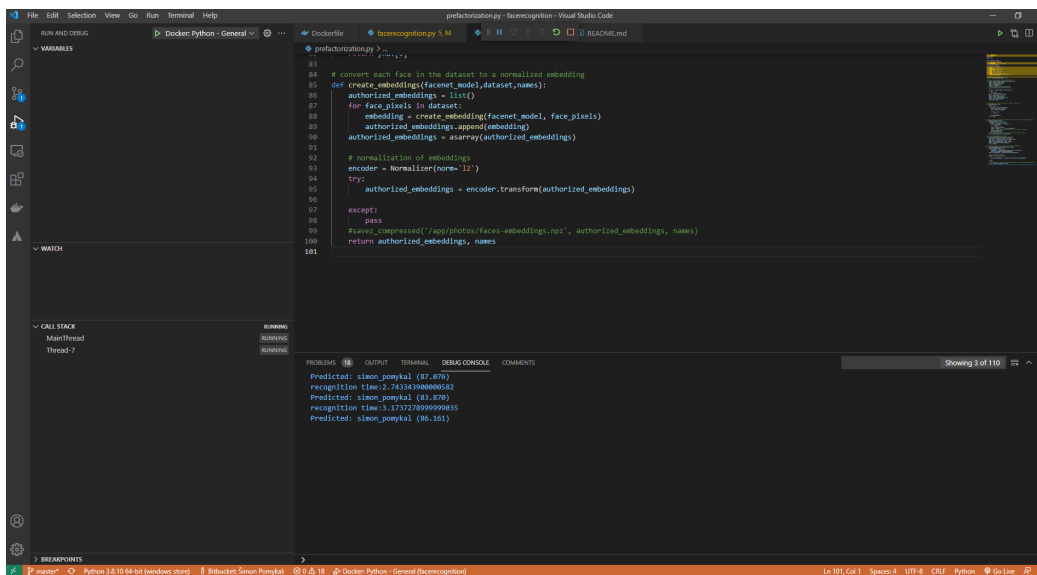 File Edit Selection View Go Run Terminal Help
prefactorization.py - facerecognition - Visual Studio Code
RUN AND DEBUG
Docker: Python - General
Dockerfile
facerecognition.py 5, M
README.md
VARIABLES
prefactorization.py > ...
83
84 # convert each face in the dataset to a normalized embedding
85 def create_embeddings(facenet_model,dataset,names):
86 authorized_embeddings = list()
87 for face_pixels in dataset:
88 embedding = create_embedding(facenet_model, face_pixels)
89 authorized_embeddings.append(embedding)
90 authorized_embeddings = asarray(authorized_embeddings)
91
92 # normalization of embeddings
93 encoder = Normalizer(norm='l2')
94 try:
95 authorized_embeddings = encoder.transform(authorized_embeddings)
96
97 except:
98 pass
99 #savez_compressed('/app/photos/faces-embeddings.npz', authorized_embeddings, names)
100 return authorized_embeddings, names
101
WATCH
CALL STACK RUNNING
MainThread RUNNING
Thread-7 RUNNING
PROBLEMS 18 OUTPUT TERMINAL DEBUG CONSOLE COMMENTS
Showing 3 of 110
Predicted: simon_pomykal (87.076)
recognition time:2.743343900000582
Predicted: simon_pomykal (83.870)
recognition time:3.1737278999999035
Predicted: simon_pomykal (86.161)
BREAKPOINTS
master* Python 3.8.10 64-bit (windows store) Bitbucket: Šimon Pomykal: 0 18 Docker: Python - General (facerecognition)
Ln 101, Col 1 Spaces: 4 UTF-8 CRLF Python Go Live